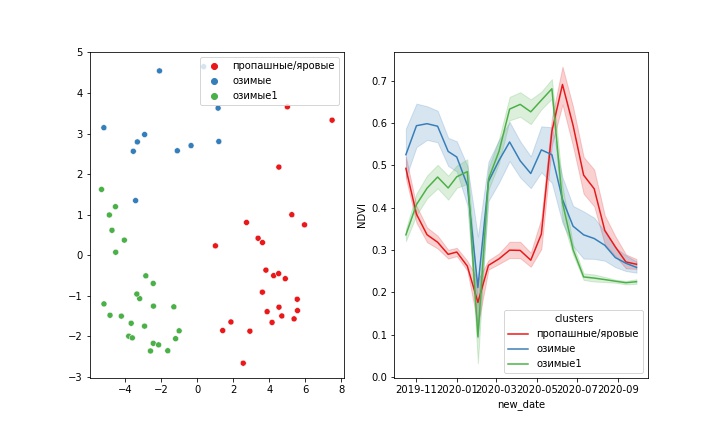 5
4
3
2
1
0
−1
−2
−3
−4
−2
0
2
4
6
8
пропашные/яровые
озимые
озимые1
NDVI
0.7
0.6
0.5
0.4
0.3
0.2
0.1
0.0
clusters
пропашные/яровые
озимые
озимые1
2019-11 2020-01 2020-03 2020-05 2020-07 2020-09
new_date